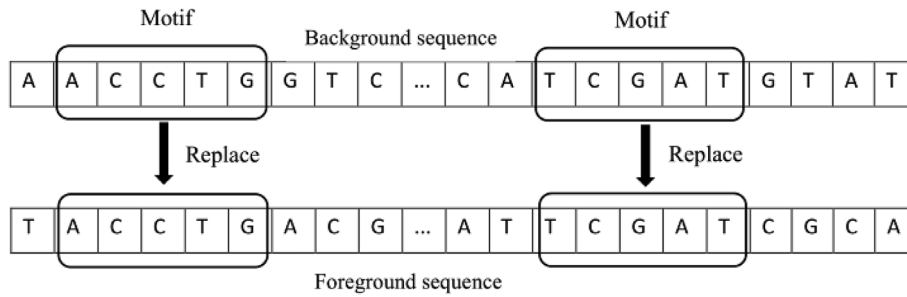 Motif Motif
Background sequence
A A C C T G G T C ... C A T C G A T G T A T
Replace Replace
T A C C T G A C G ... A T T C G A T C G C A
Foreground sequence